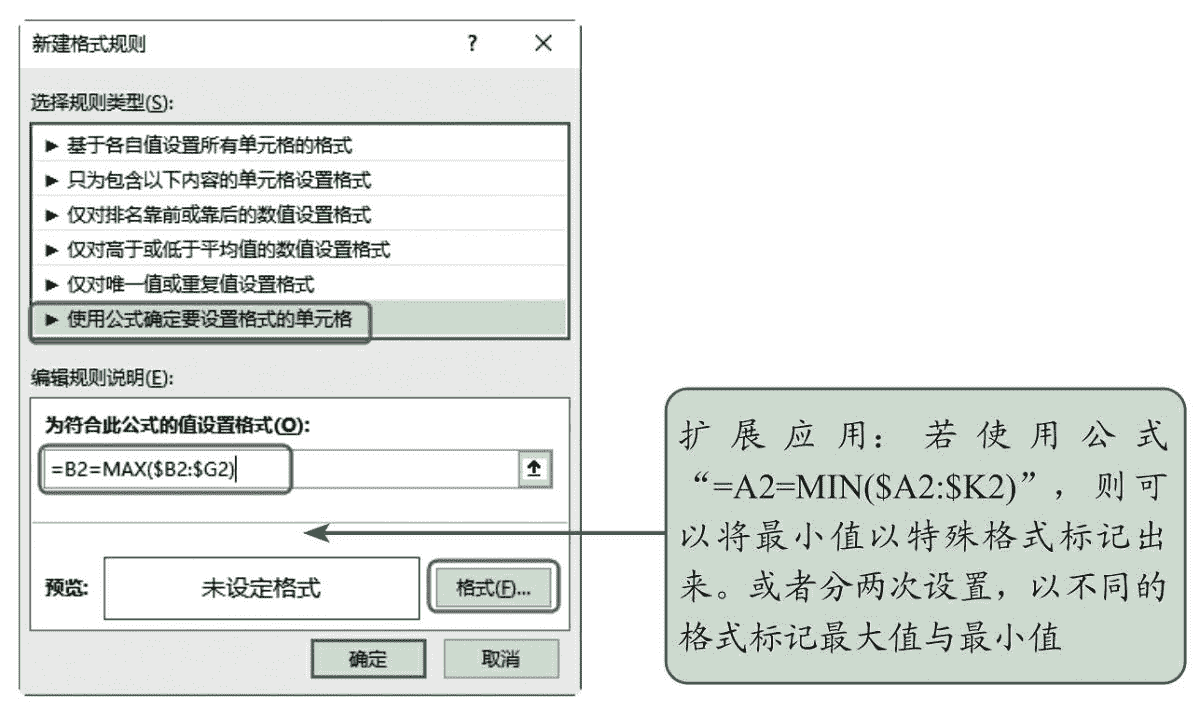 新建格式规则 ? ×
选择规则类型(S):
► 基于各自值设置所有单元格的格式
► 只为包含以下内容的单元格设置格式
► 仅对排名靠前或靠后的数值设置格式
► 仅对高于或低于平均值的数值设置格式
► 仅对唯一值或重复值设置格式
► 使用公式确定要设置格式的单元格
编辑规则说明(E):
为符合此公式的值设置格式(O):
=B2=MAX($B2:$G2)
预览:
未设定格式
格式(F)...
确定
取消
扩展应用：若使用公式
“=A2=MIN($A2:$K2)”，则可
以将最小值以特殊格式标记出
来。或者分两次设置，以不同的
格式标记最大值与最小值